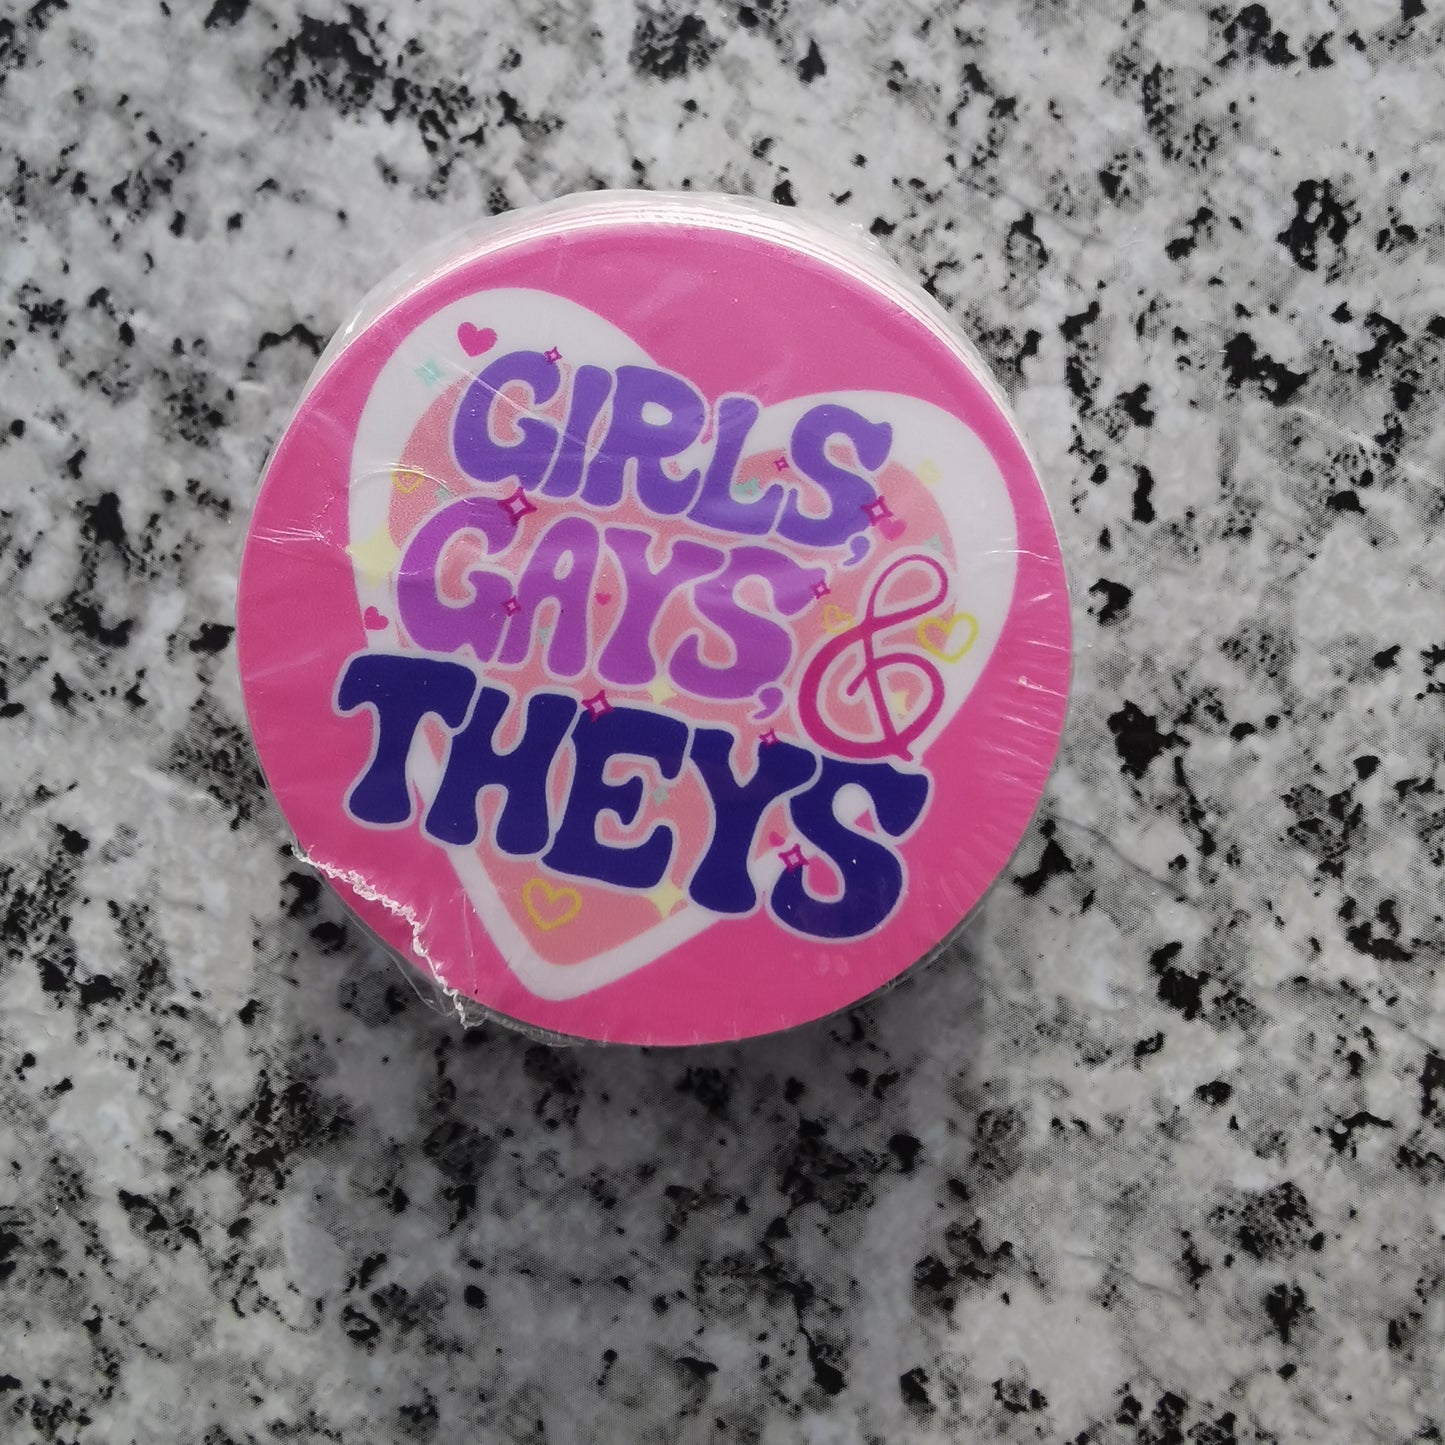 GIRLS,
GAYS, &
THEYS